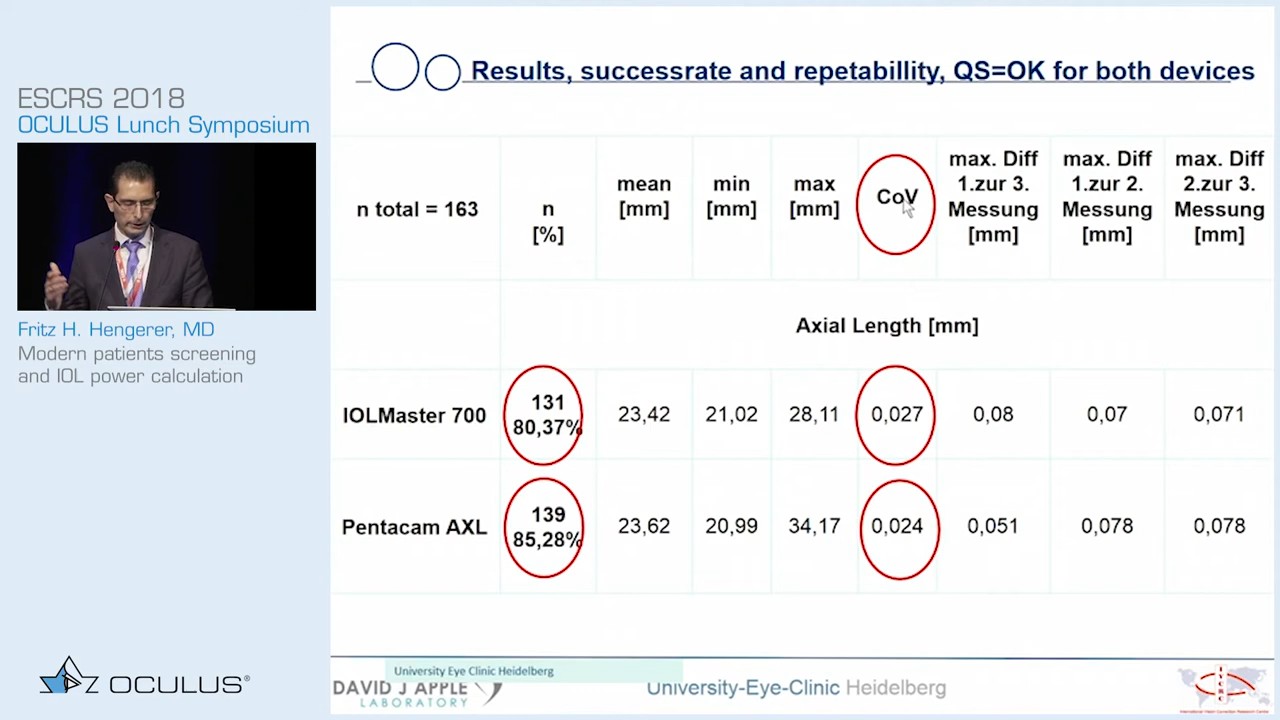 ESCRS 2018
OCULUS Lunch Symposium
Fritz H. Hengerer, MD
Modern patients screening
and IOL power calculation
OCULUS®
Results, successrate and repetabillity, QS=OK for both devices
n total = 163
n
[%]
mean
[mm]
min
[mm]
max
[mm]
CoV
max. Diff
1.zur 3.
Messung
[mm]
max. Diff
1.zur 2.
Messung
[mm]
max. Diff
2.zur 3.
Messung
[mm]
Axial Length [mm]
IOLMaster 700
131
80,37%
23,42
21,02
28,11
0,027
0,08
0,07
0,071
Pentacam AXL
139
85,28%
23,62
20,99
34,17
0,024
0,051
0,078
0,078
University Eye Clinic Heidelberg
DAVID J APPLE
LABORATORY
University-Eye-Clinic Heidelberg
International Vision Correction Research Centre